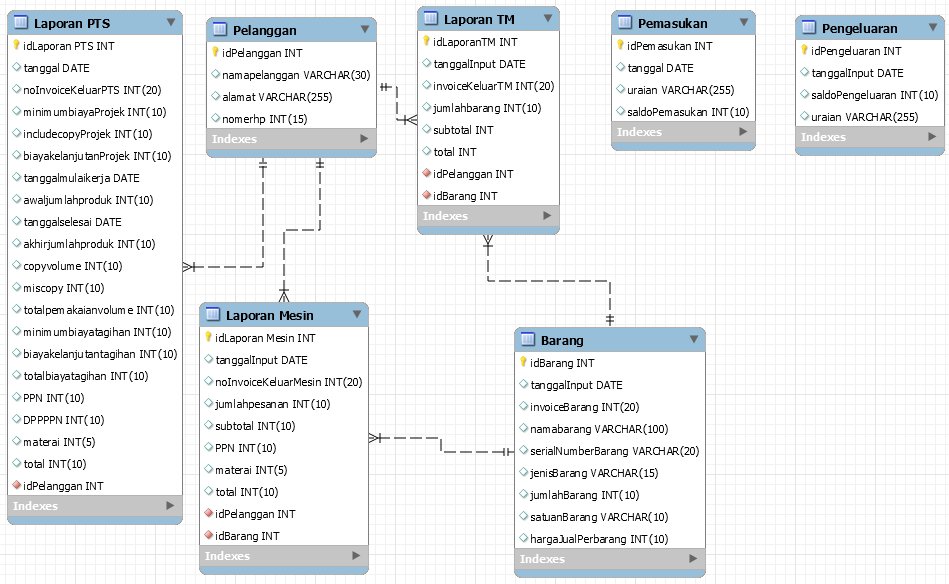 Laporan PTS
idLaporan PTS INT
tanggal DATE
noInvoiceKeluarPTS INT(20)
minimumbiayaProjek INT(10)
includecopyProjek INT(10)
biayakelanjutanProjek INT(10)
tanggalmulaikerja DATE
awaljumlahproduk INT(10)
tanggalselesai DATE
akhirjumlahproduk INT(10)
copyvolume INT(10)
miscopy INT(10)
totalpemakaianvolume INT(10)
minimumbiayatagihan INT(10)
biayakelanjutantagihan INT(10)
totalbiayatagihan INT(10)
PPN INT(10)
DPPPPN INT(10)
materai INT(5)
total INT(10)
idPelanggan INT
Indexes
Pelanggan
idPelanggan INT
namapelanggan VARCHAR(30)
alamat VARCHAR(255)
nomerhp INT(15)
Indexes
Laporan TM
idLaporanTM INT
tanggalInput DATE
invoiceKeluarTM INT(20)
jumlahbarang INT(10)
subtotal INT
total INT
idPelanggan INT
idBarang INT
Indexes
Pemasukan
idPemasukan INT
tanggal DATE
uraian VARCHAR(255)
saldoPemasukan INT(10)
Indexes
Pengeluaran
idPengeluaran INT
tanggalInput DATE
saldoPengeluaran INT(10)
uraian VARCHAR(255)
Indexes
Laporan Mesin
idLaporan Mesin INT
tanggalInput DATE
noInvoiceKeluarMesin INT(20)
jumlahpesanan INT(10)
subtotal INT(10)
PPN INT(10)
materai INT(5)
total INT(10)
idPelanggan INT
idBarang INT
Indexes
Barang
idBarang INT
tanggalInput DATE
invoiceBarang INT(20)
namabarang VARCHAR(100)
serialNumberBarang VARCHAR(20)
jenisBarang VARCHAR(15)
jumlahBarang INT(10)
satuanBarang VARCHAR(10)
hargaJualPerbarang INT(10)
Indexes